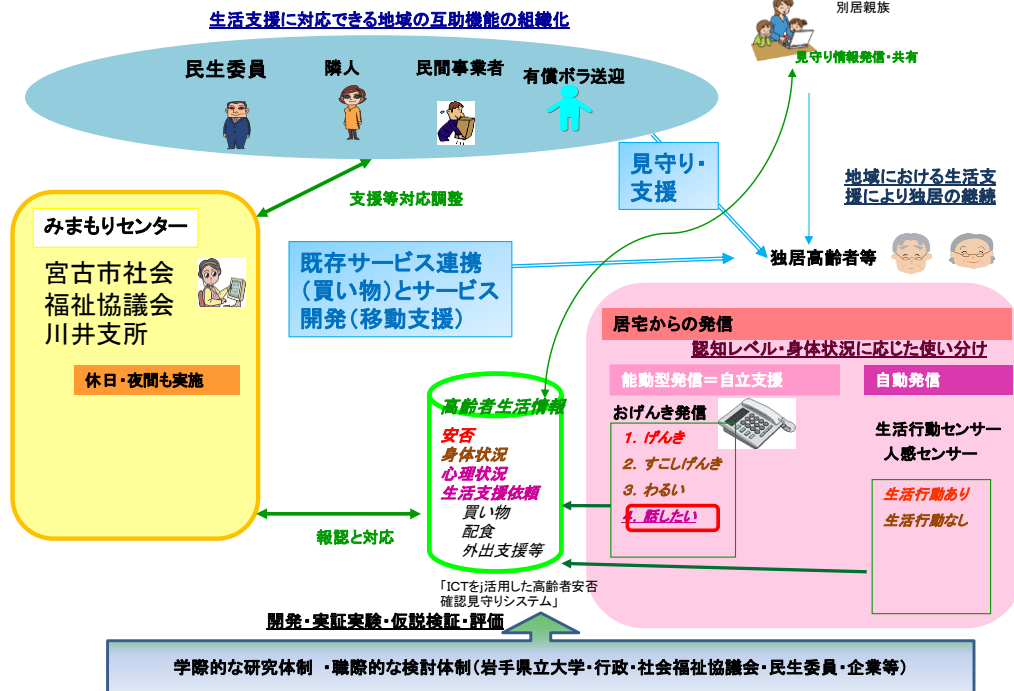 生活支援に対応できる地域の互助機能の組織化
民生委員
隣人
民間事業者
有償ボラ送迎
別居親族
見守り情報発信・共有
見守り・
支援
地域における生活支
援により独居の継続
支援等対応調整
みまもりセンター
宮古市社会
福祉協議会
川井支所
休日・夜間も実施
既存サービス連携
(買い物)とサービス
開発(移動支援)
独居高齢者等
居宅からの発信
認知レベル・身体状況に応じた使い分け
能動型発信=自立支援
自動発信
おげんき発信
1. げんき
2. すこしげんき
3. わるい
4. 話したい
生活行動センサー
人感センサー
生活行動あり
生活行動なし
高齢者生活情報
安否
身体状況
心理状況
生活支援依頼
買い物
配食
外出支援等
報認と対応
「ICTをj活用した高齢者安否
確認見守りシステム」
開発・実証実験・仮説検証・評価
学際的な研究体制 ・職際的な検討体制(岩手県立大学・行政・社会福祉協議会・民生委員・企業等)